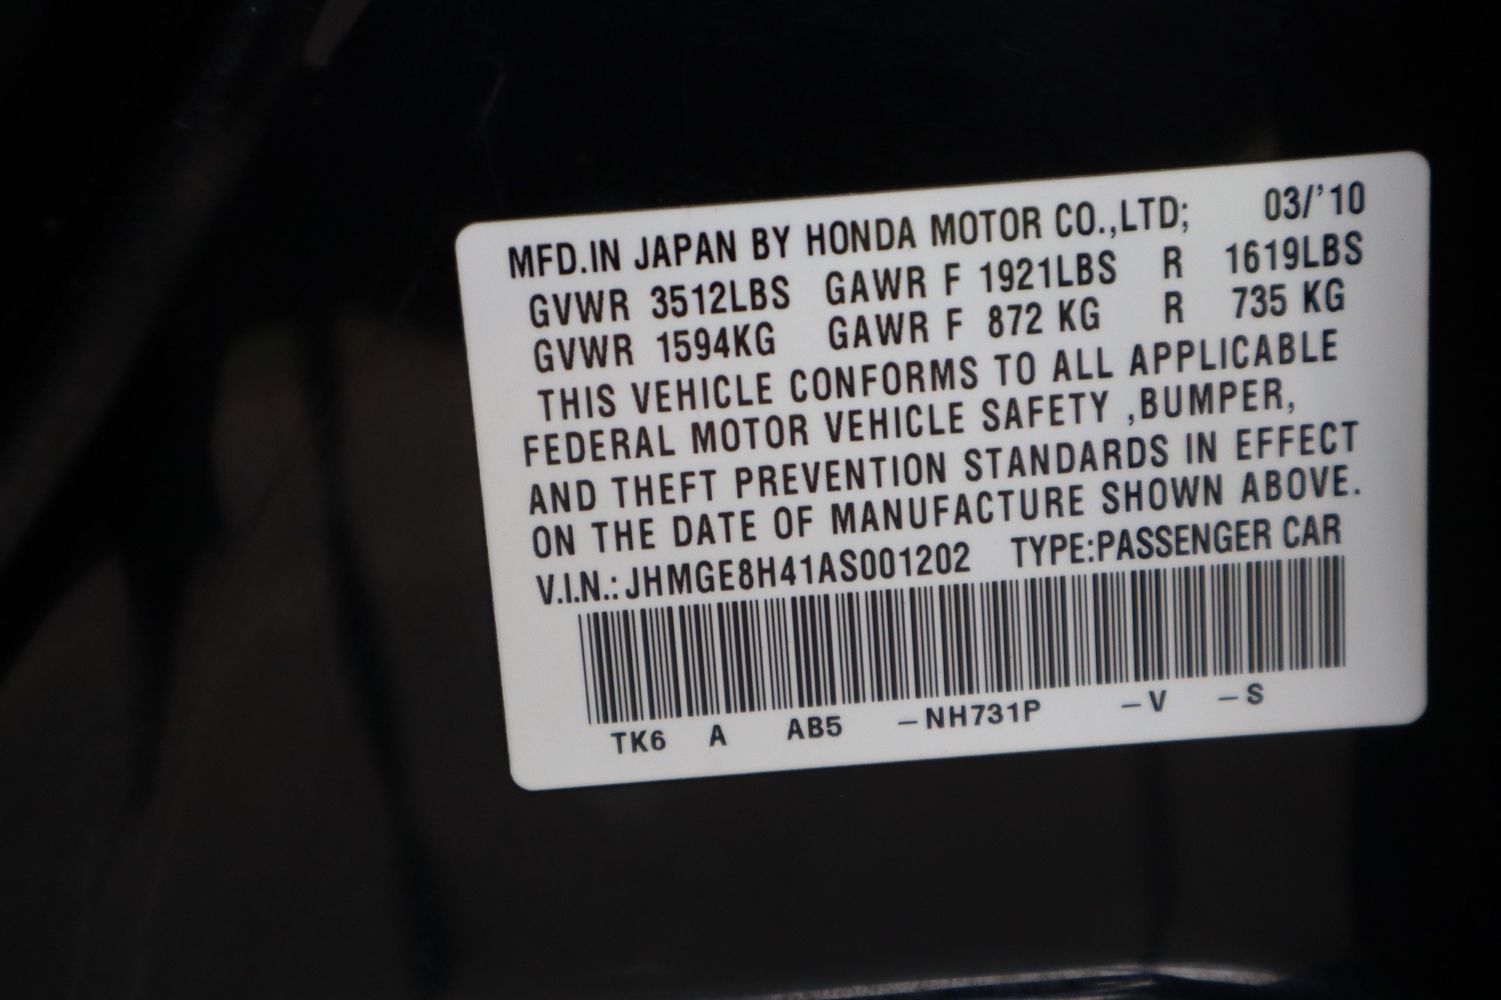 MFD.IN JAPAN BY HONDA MOTOR CO.,LTD; 03/'10
GVWR 3512LBS GAWR F 1921LBS R 1619LBS
GVWR 1594KG GAWR F 872 KG R 735 KG
THIS VEHICLE CONFORMS TO ALL APPLICABLE
FEDERAL MOTOR VEHICLE SAFETY ,BUMPER,
AND THEFT PREVENTION STANDARDS IN EFFECT
ON THE DATE OF MANUFACTURE SHOWN ABOVE.
V.I.N.: JHMGE8H41AS001202 TYPE:PASSENGER CAR
TK6 A AB5 –NH731P –V –S